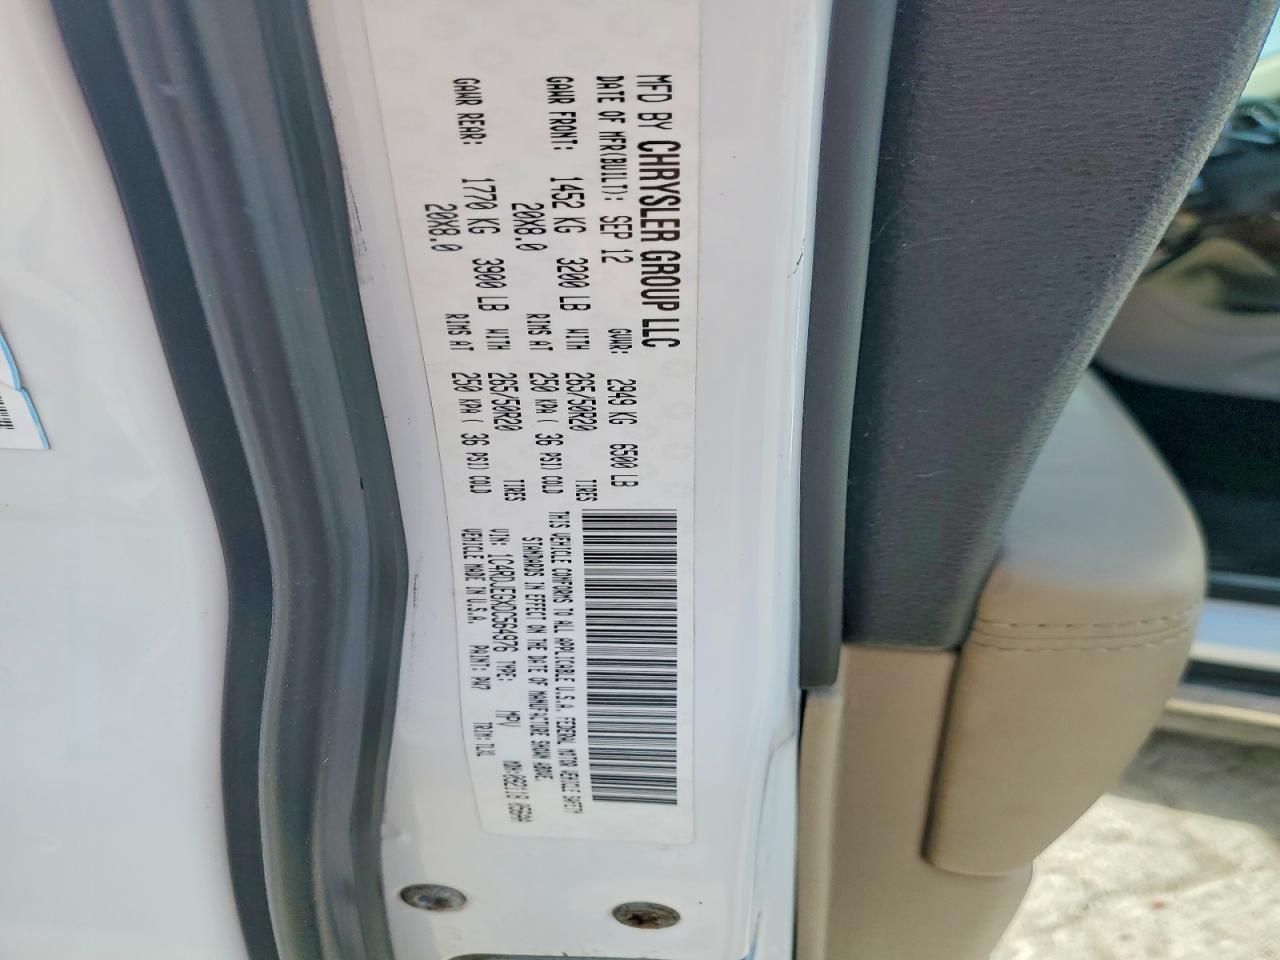 MFD BY CHRYSLER GROUP LLC
DATE OF MFR(BUILT): SEP 12 GVWR: 2949 KG 6500 LB
GAWR FRONT: 1452 KG 3200 LB WITH 265/50R20 TIRES
20X8.0 RIMS AT 250 KPA( 36 PSI) COLD
GAWR REAR: 1770 KG 3900 LB WITH 265/50R20 TIRES
20X8.0 RIMS AT 250 KPA( 36 PSI) COLD
THIS VEHICLE CONFORMS TO ALL APPLICABLE U.S.A. FEDERAL MOTOR VEHICLE SAFETY
STANDARDS IN EFFECT ON THE DATE OF MANUFACTURE SHOWN ABOVE.
VIN: 1C4RDJEGXDC564976 TYPE: MPV
VEHICLE MADE IN U.S.A. PAINT: PW7 TRIM: